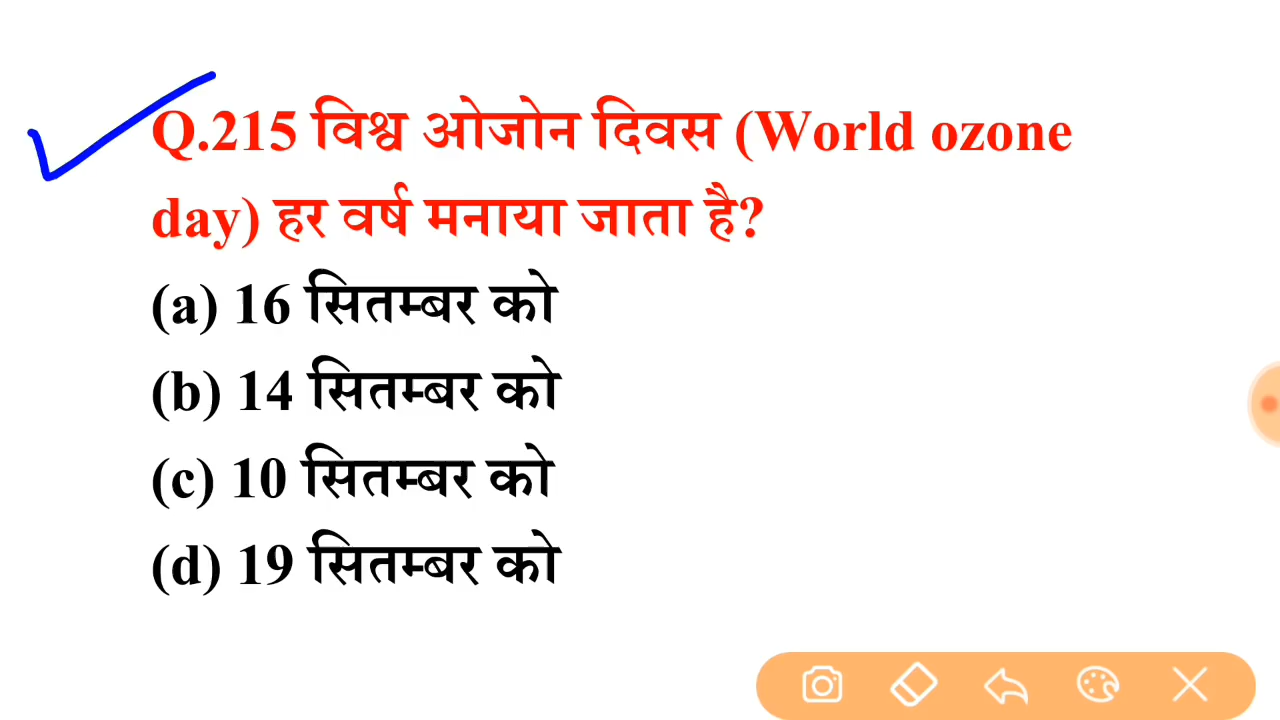 Q.215 विश्व ओजोन दिवस (World ozone
day) हर वर्ष मनाया जाता है?
(a) 16 सितम्बर को
(b) 14 सितम्बर को
(c) 10 सितम्बर को
(d) 19 सितम्बर को